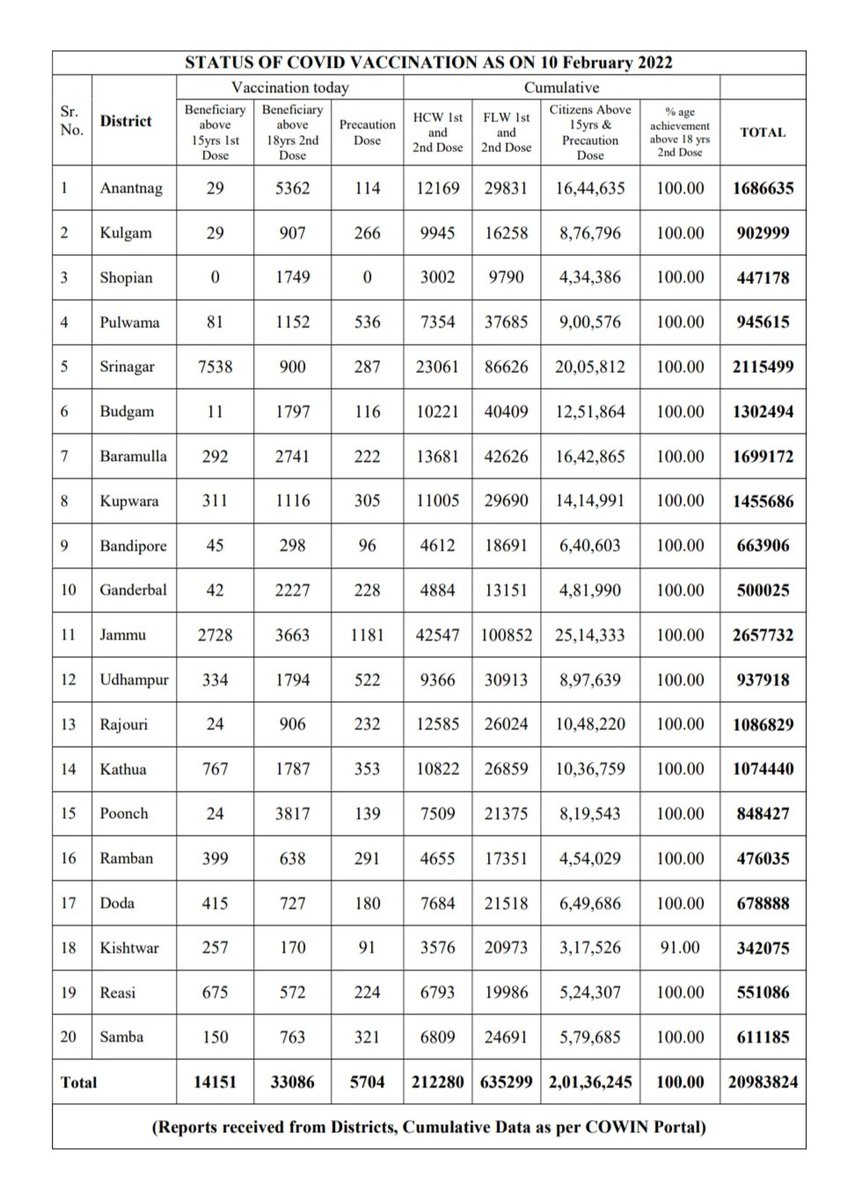 STATUS OF COVID VACCINATION AS ON 10 February 2022
Sr. No. District Vaccination today Cumulative
Beneficiary above 15yrs 1st Dose Beneficiary above 18yrs 2nd Dose Precaution Dose HCW 1st and 2nd Dose FLW 1st and 2nd Dose Citizens Above 15yrs & Precaution Dose % age achievement above 18 yrs 2nd Dose TOTAL
1 Anantnag 29 5362 114 12169 29831 16,44,635 100.00 1686635
2 Kulgam 29 907 266 9945 16258 8,76,796 100.00 902999
3 Shopian 0 1749 0 3002 9790 4,34,386 100.00 447178
4 Pulwama 81 1152 536 7354 37685 9,00,576 100.00 945615
5 Srinagar 7538 900 287 23061 86626 20,05,812 100.00 2115499
6 Budgam 11 1797 116 10221 40409 12,51,864 100.00 1302494
7 Baramulla 292 2741 222 13681 42626 16,42,865 100.00 1699172
8 Kupwara 311 1116 305 11005 29690 14,14,991 100.00 1455686
9 Bandipore 45 298 96 4612 18691 6,40,603 100.00 663906
10 Ganderbal 42 2227 228 4884 13151 4,81,990 100.00 500025
11 Jammu 2728 3663 1181 42547 100852 25,14,333 100.00 2657732
12 Udhampur 334 1794 522 9366 30913 8,97,639 100.00 937918
13 Rajouri 24 906 232 12585 26024 10,48,220 100.00 1086829
14 Kathua 767 1787 353 10822 26859 10,36,759 100.00 1074440
15 Poonch 24 3817 139 7509 21375 8,19,543 100.00 848427
16 Ramban 399 638 291 4655 17351 4,54,029 100.00 476035
17 Doda 415 727 180 7684 21518 6,49,686 100.00 678888
18 Kishtwar 257 170 91 3576 20973 3,17,526 91.00 342075
19 Reasi 675 572 224 6793 19986 5,24,307 100.00 551086
20 Samba 150 763 321 6809 24691 5,79,685 100.00 611185
Total 14151 33086 5704 212280 635299 2,01,36,245 100.00 20983824
(Reports received from Districts, Cumulative Data as per COWIN Portal)